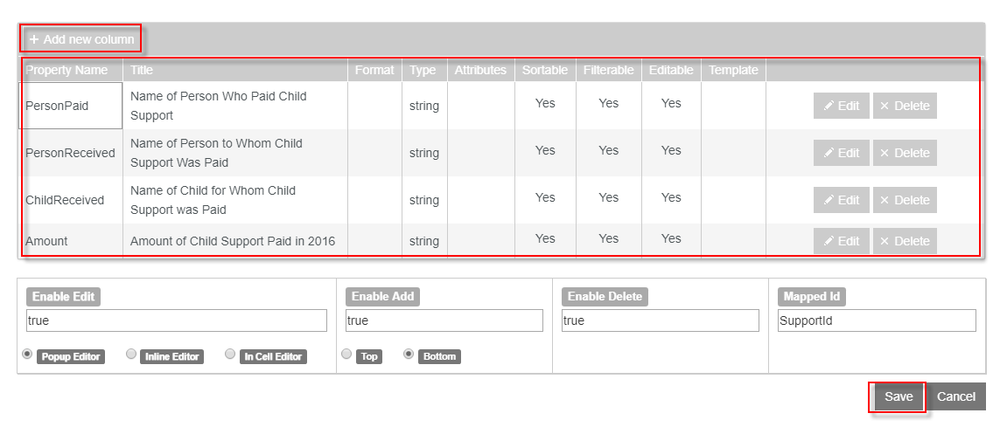 + Add new column
Property Name Title Format Type Attributes Sortable Filterable Editable Template
PersonPaid Name of Person Who Paid Child Support string Yes Yes Yes Edit × Delete
PersonReceived Name of Person to Whom Child Support Was Paid string Yes Yes Yes Edit × Delete
ChildReceived Name of Child for Whom Child Support was Paid string Yes Yes Yes Edit × Delete
Amount Amount of Child Support Paid in 2016 string Yes Yes Yes Edit × Delete
Enable Edit Enable Add Enable Delete Mapped Id
true true true SupportId
Popup Editor Inline Editor In Cell Editor Top Bottom
Save Cancel